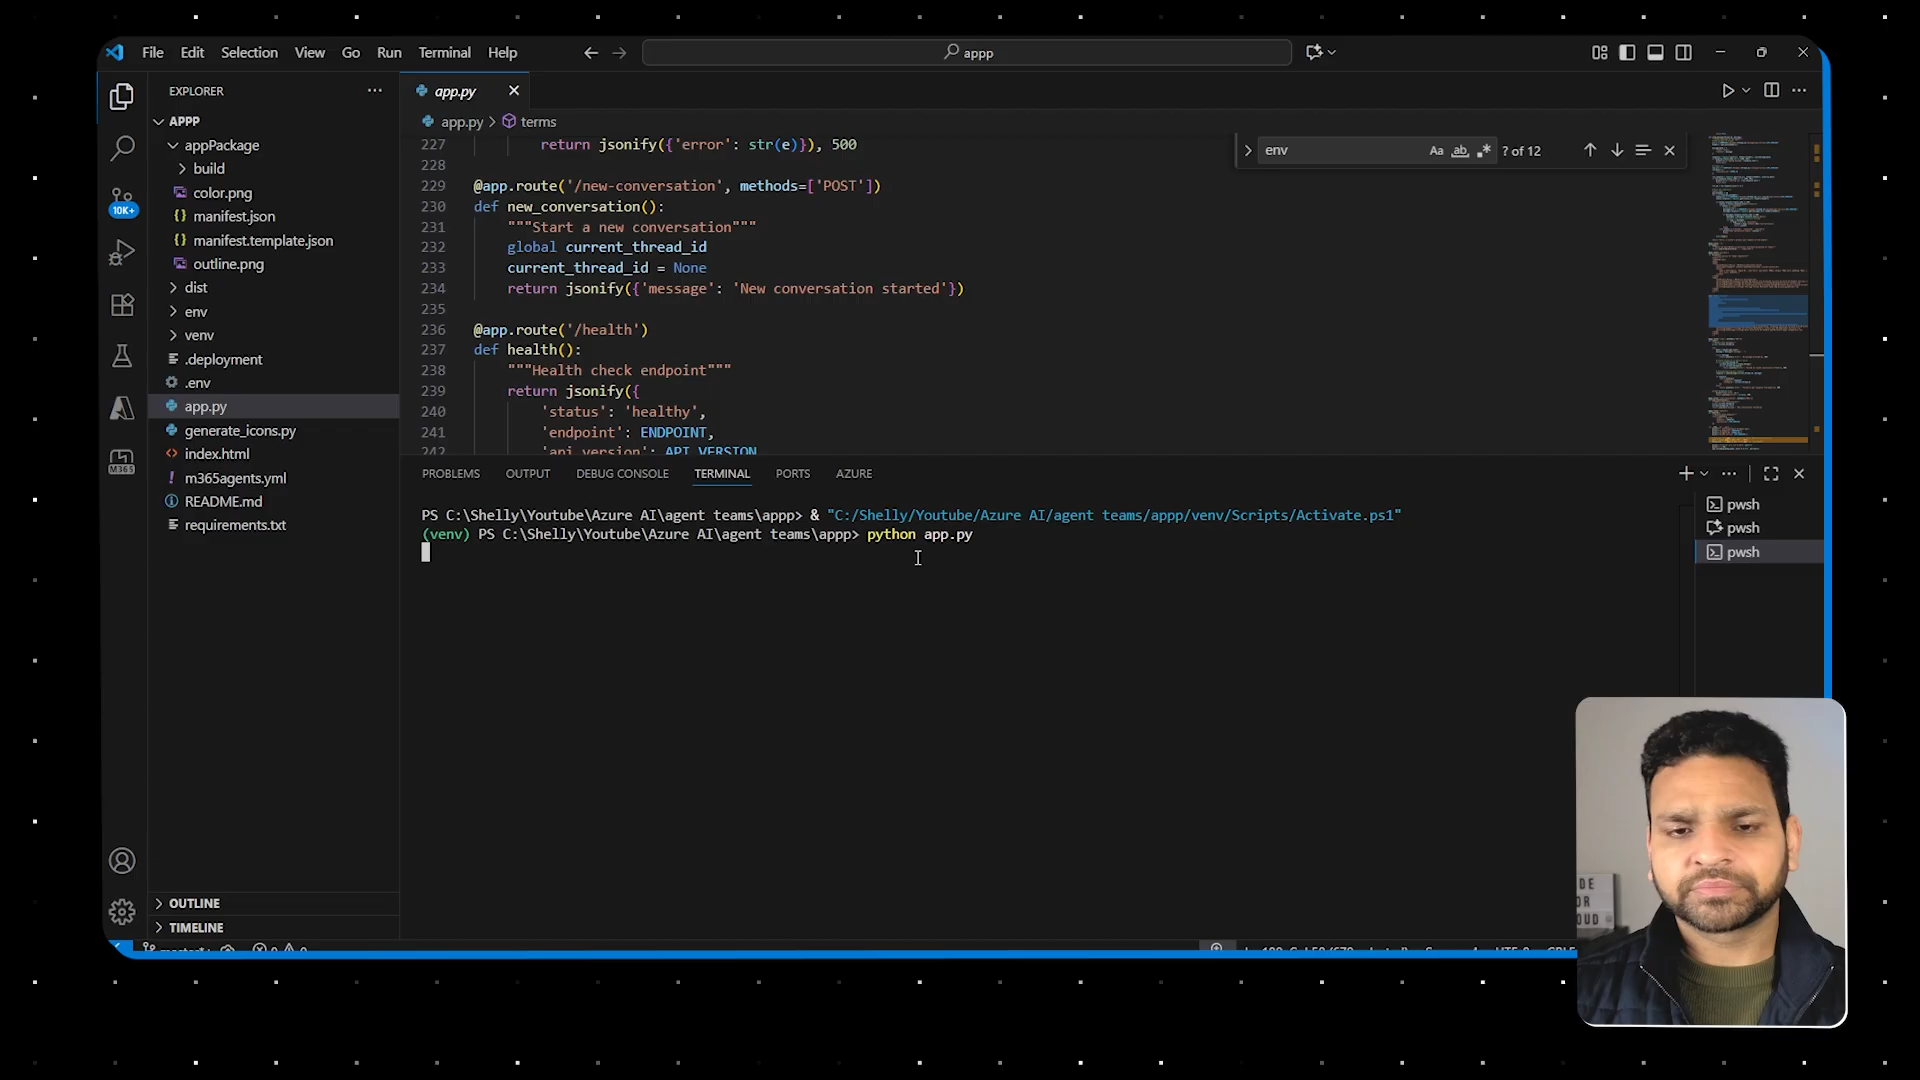 File Edit Selection View Go Run Terminal Help
appp
EXPLORER
APPP
appPackage
build
color.png
manifest.json
manifest.template.json
outline.png
dist
env
venv
.deployment
.env
app.py
generate_icons.py
index.html
m365agents.yml
README.md
requirements.txt
OUTLINE
TIMELINE
10K+
M365
app.py
app.py > terms
env
Aa ab ? of 12
227 return jsonify({'error': str(e)}), 500
228
229 @app.route('/new-conversation', methods=['POST'])
230 def new_conversation():
231 """Start a new conversation"""
232 global current_thread_id
233 current_thread_id = None
234 return jsonify({'message': 'New conversation started'})
235
236 @app.route('/health')
237 def health():
238 """Health check endpoint"""
239 return jsonify({
240 'status': 'healthy',
241 'endpoint': ENDPOINT,
242 'api_version': API_VERSION
PROBLEMS OUTPUT DEBUG CONSOLE TERMINAL PORTS AZURE
PS C:\Shelly\Youtube\Azure AI\agent teams\appp> & "C:/Shelly/Youtube/Azure AI/agent teams/appp/venv/Scripts/Activate.ps1"
(venv) PS C:\Shelly\Youtube\Azure AI\agent teams\appp> python app.py
pwsh
pwsh
pwsh
DE
OR
OUD